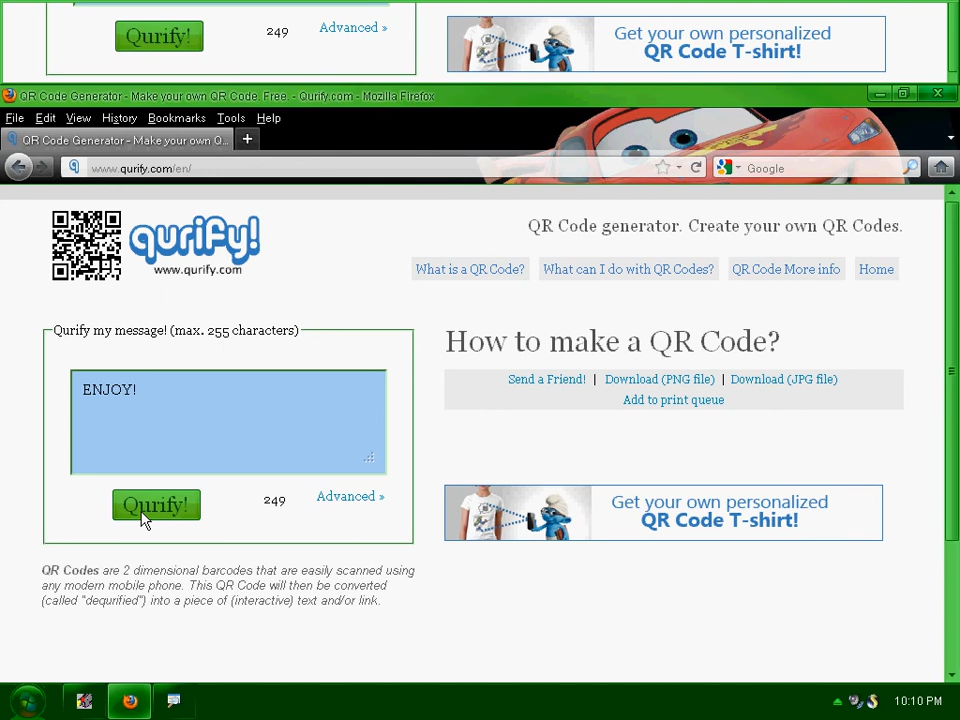 Qurify!
249
Advanced »
Get your own personalized
QR Code T-shirt!
QR Code Generator - Make your own QR Code. Free. - Qurify.com - Mozilla Firefox
File Edit View History Bookmarks Tools Help
QR Code Generator - Make your own Q...
www.qurify.com/en/
Google
qurify!
www.qurify.com
QR Code generator. Create your own QR Codes.
What is a QR Code? What can I do with QR Codes? QR Code More info Home
Qurify my message! (max. 255 characters)
ENJOY!
Qurify!
249
Advanced »
QR Codes are 2 dimensional barcodes that are easily scanned using
any modern mobile phone. This QR Code will then be converted
(called "dequrified") into a piece of (interactive) text and/or link.
How to make a QR Code?
Send a Friend! | Download (PNG file) | Download (JPG file)
Add to print queue
Get your own personalized
QR Code T-shirt!
10:10 PM